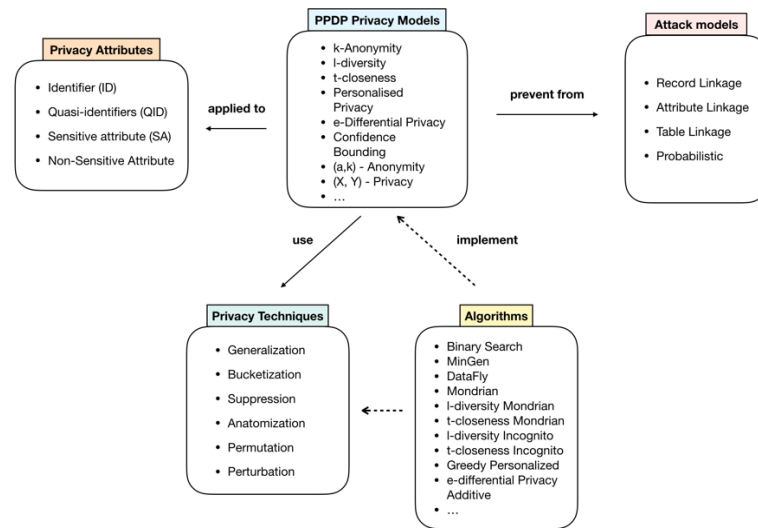 PPDP Privacy Models
k-Anonymity
l-diversity
t-closeness
Personalised
Privacy
e-Differential Privacy
Confidence
Bounding
(a,k) - Anonymity
(X, Y) - Privacy
...
Privacy Attributes
Identifier (ID)
Quasi-identifiers (QID)
Sensitive attribute (SA)
Non-Sensitive Attribute
applied to
prevent from
Attack models
Record Linkage
Attribute Linkage
Table Linkage
Probabilistic
use
implement
Privacy Techniques
Generalization
Bucketization
Suppression
Anatomization
Permutation
Perturbation
Algorithms
Binary Search
MinGen
DataFly
Mondrian
l-diversity Mondrian
t-closeness Mondrian
l-diversity Incognito
t-closeness Incognito
Greedy Personalized
e-differential Privacy
Additive
...